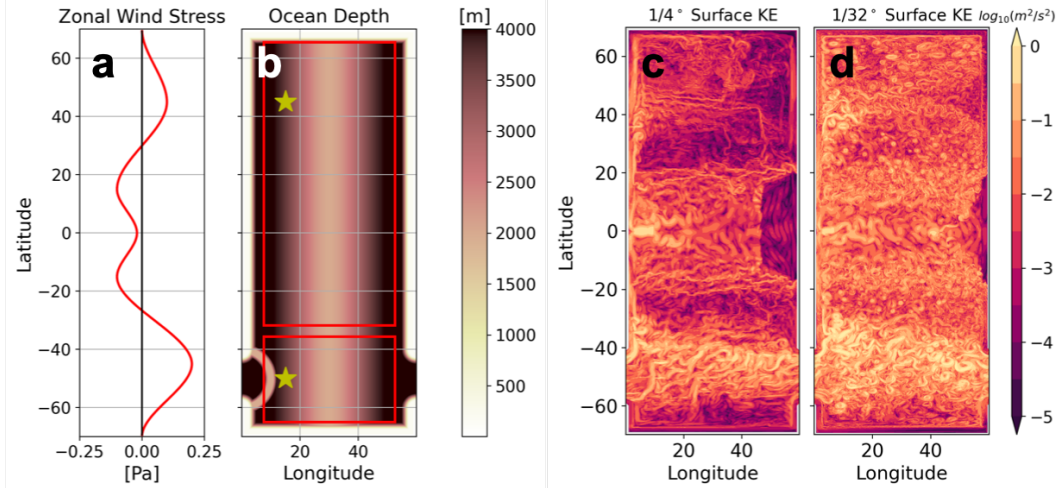 Zonal Wind Stress
Ocean Depth
[m]
1/4° Surface KE
1/32° Surface KE
log₁₀(m²/s²)
a
b
c
d
60
40
20
0
−20
−40
−60
Latitude
−0.25
0.00
0.25
[Pa]
20
40
Longitude
4000
3500
3000
2500
2000
1500
1000
500
60
40
20
0
−20
−40
−60
Latitude
20
40
Longitude
20
40
Longitude
0
−1
−2
−3
−4
−5